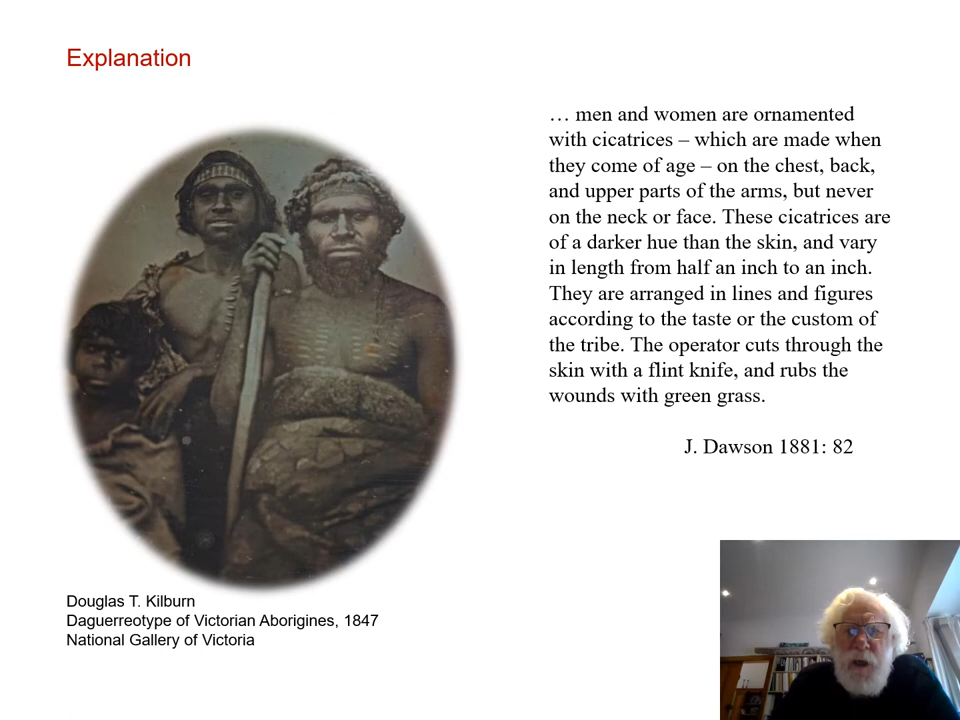 Explanation
… men and women are ornamented
with cicatrices – which are made when
they come of age – on the chest, back,
and upper parts of the arms, but never
on the neck or face. These cicatrices are
of a darker hue than the skin, and vary
in length from half an inch to an inch.
They are arranged in lines and figures
according to the taste or the custom of
the tribe. The operator cuts through the
skin with a flint knife, and rubs the
wounds with green grass.
J. Dawson 1881: 82
Douglas T. Kilburn
Daguerreotype of Victorian Aborigines, 1847
National Gallery of Victoria